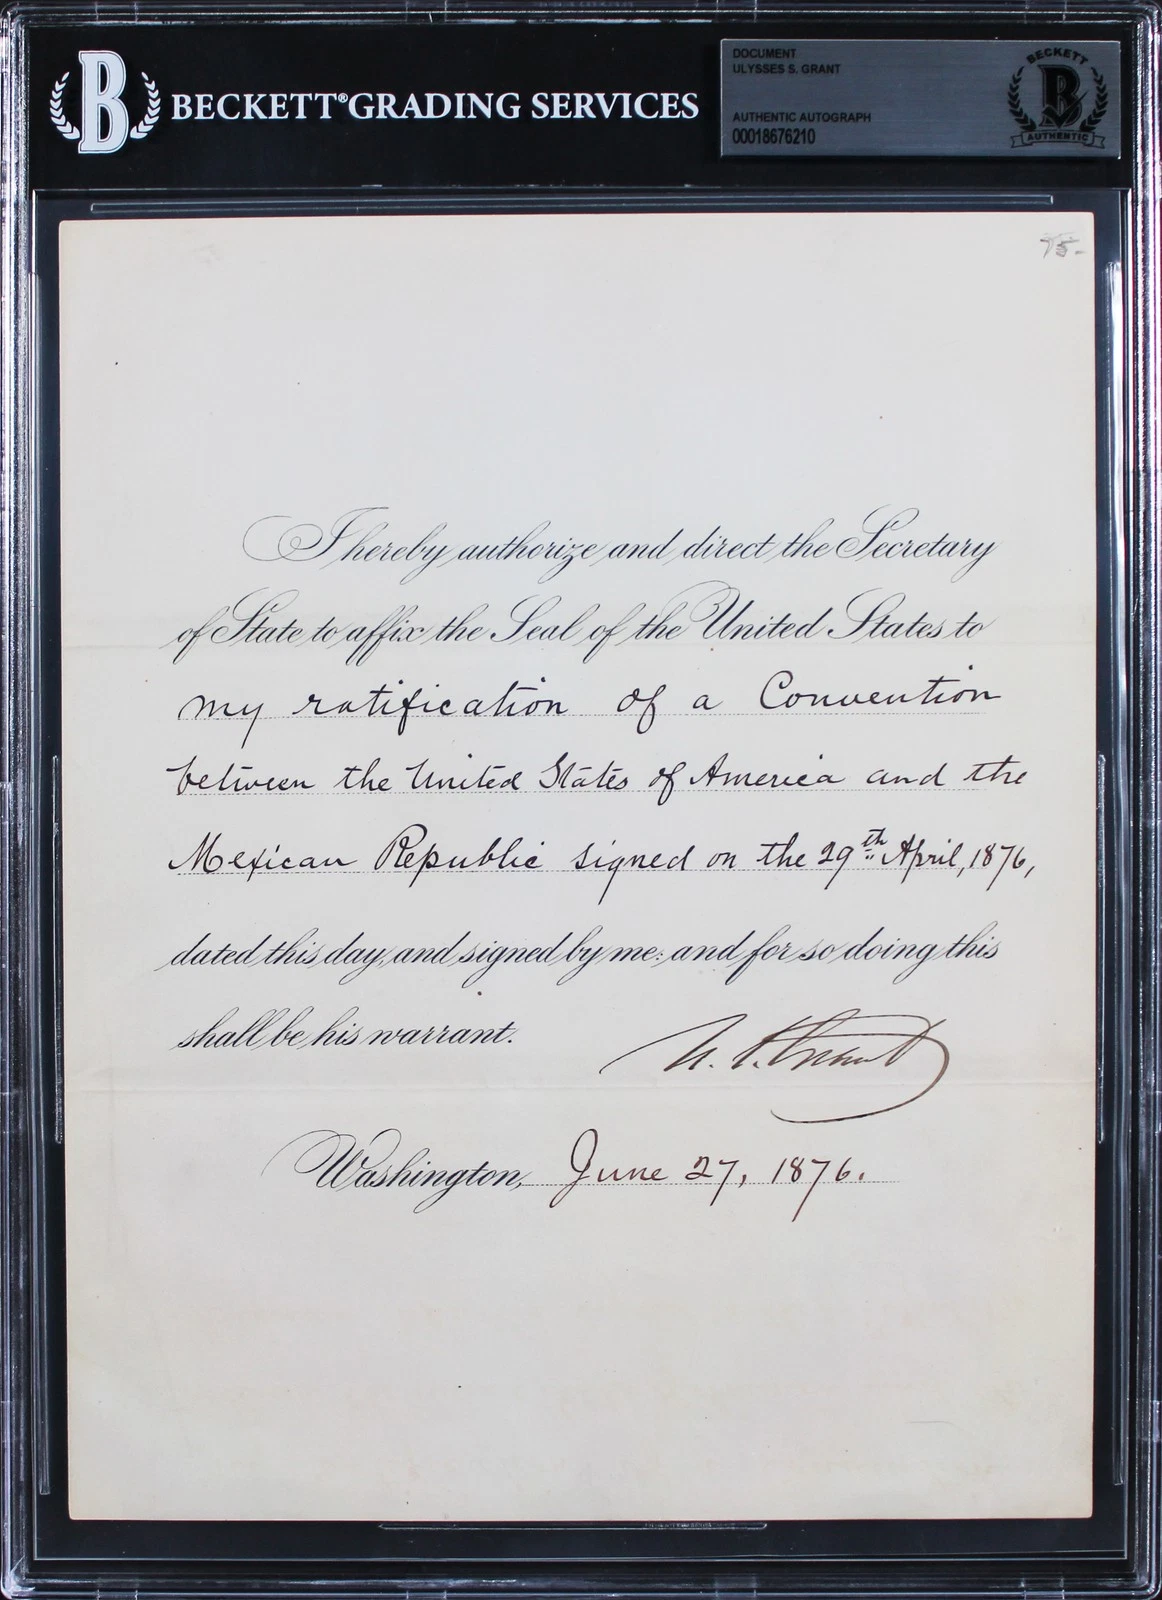 BECKETT® GRADING SERVICES
DOCUMENT
ULYSSES S. GRANT
AUTHENTIC AUTOGRAPH
00018676210
BECKETT
B
AUTHENTIC
B
75-
I hereby authorize and direct the Secretary
of State to affix the Seal of the United States to
my ratification of a Convention
between the United States of America and the
Mexican Republic signed on the 29th April, 1876,
dated this day, and signed by me: and for so doing this
shall be his warrant.
U. S. Grant
Washington, June 27, 1876.